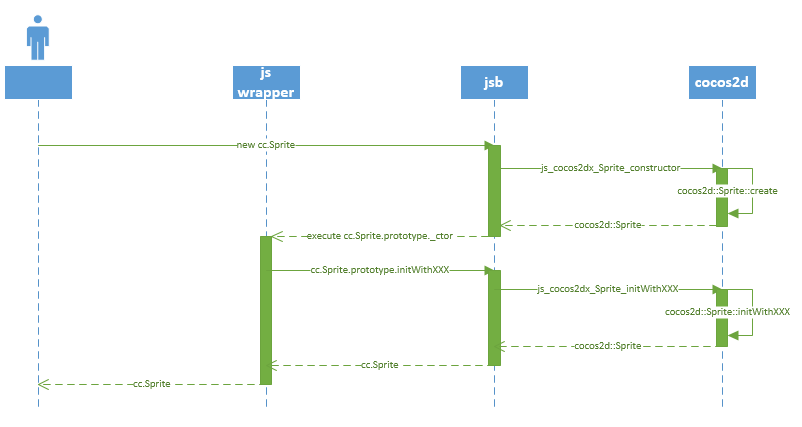 js
wrapper
jsb
cocos2d
new cc.Sprite
js_cocos2dx_Sprite_constructor
cocos2d::Sprite::create
cocos2d::Sprite
execute cc.Sprite.prototype._ctor
cc.Sprite.prototype.initWithXXX
js_cocos2dx_Sprite_initWithXXX
cocos2d::Sprite::initWithXXX
cocos2d::Sprite
cc.Sprite
cc.Sprite